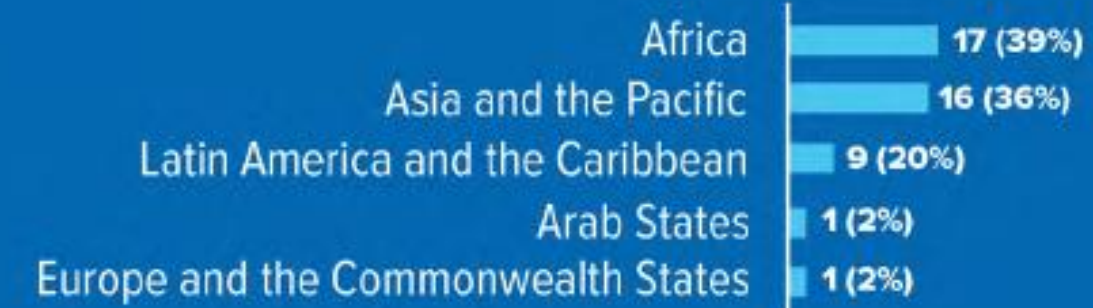 Africa 17 (39%)
Asia and the Pacific 16 (36%)
Latin America and the Caribbean 9 (20%)
Arab States 1 (2%)
Europe and the Commonwealth States 1 (2%)